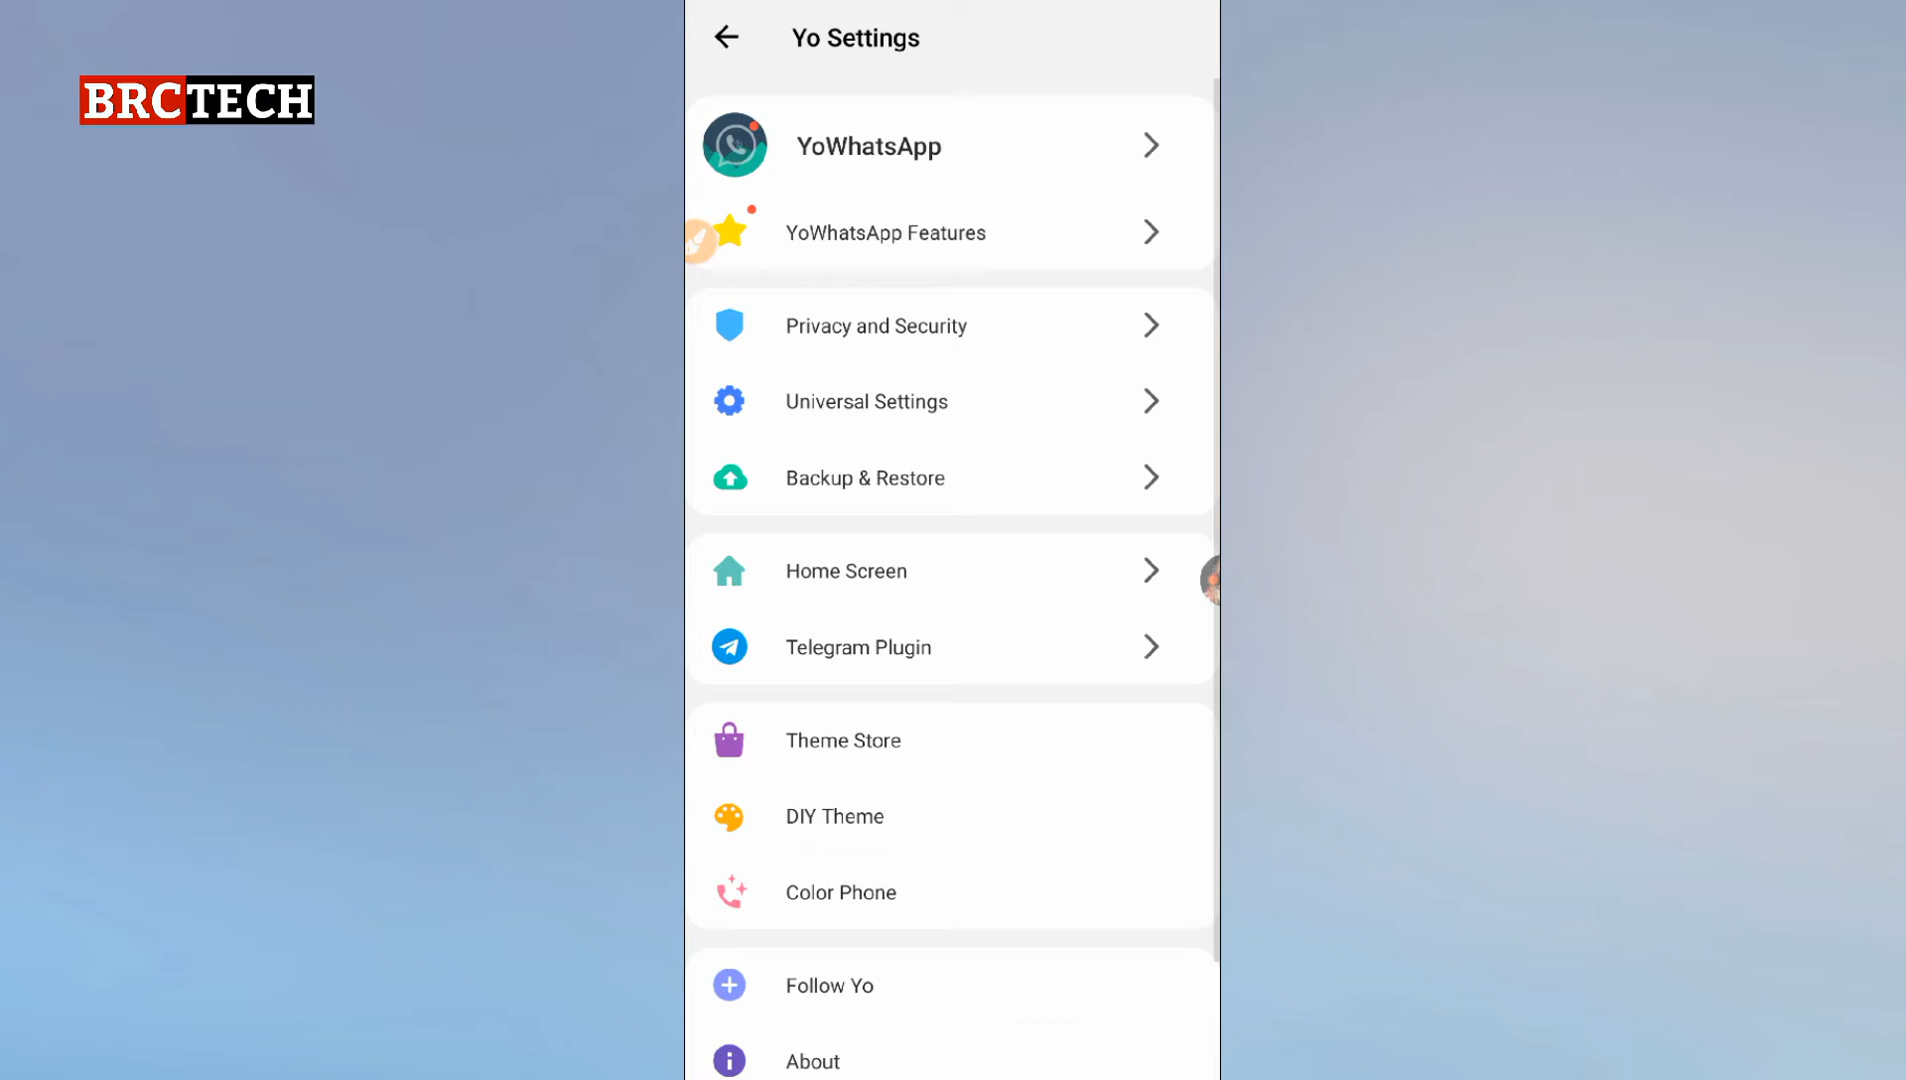 BRCTECH
Yo Settings
YoWhatsApp
YoWhatsApp Features
Privacy and Security
Universal Settings
Backup & Restore
Home Screen
Telegram Plugin
Theme Store
DIY Theme
Color Phone
Follow Yo
About